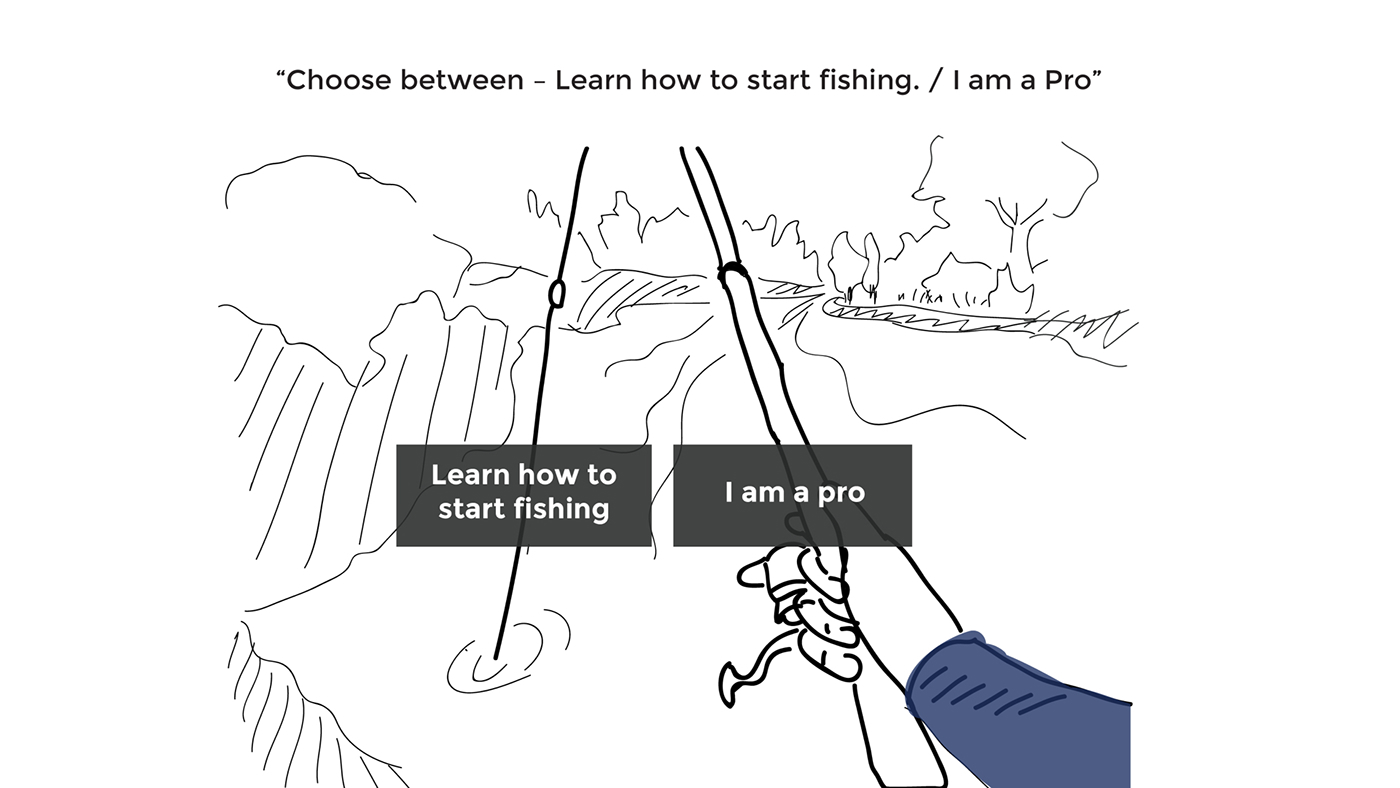 “Choose between – Learn how to start fishing. / I am a Pro”
Learn how to
start fishing
I am a pro